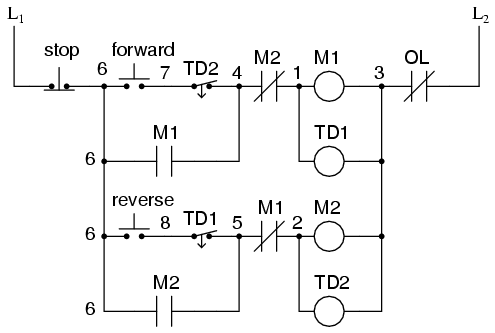 L1 L2
stop forward M2 M1 OL
6 7 TD2 4 1 3
M1 TD1
6
reverse M1 M2
6 8 TD1 5 2
M2 TD2
6